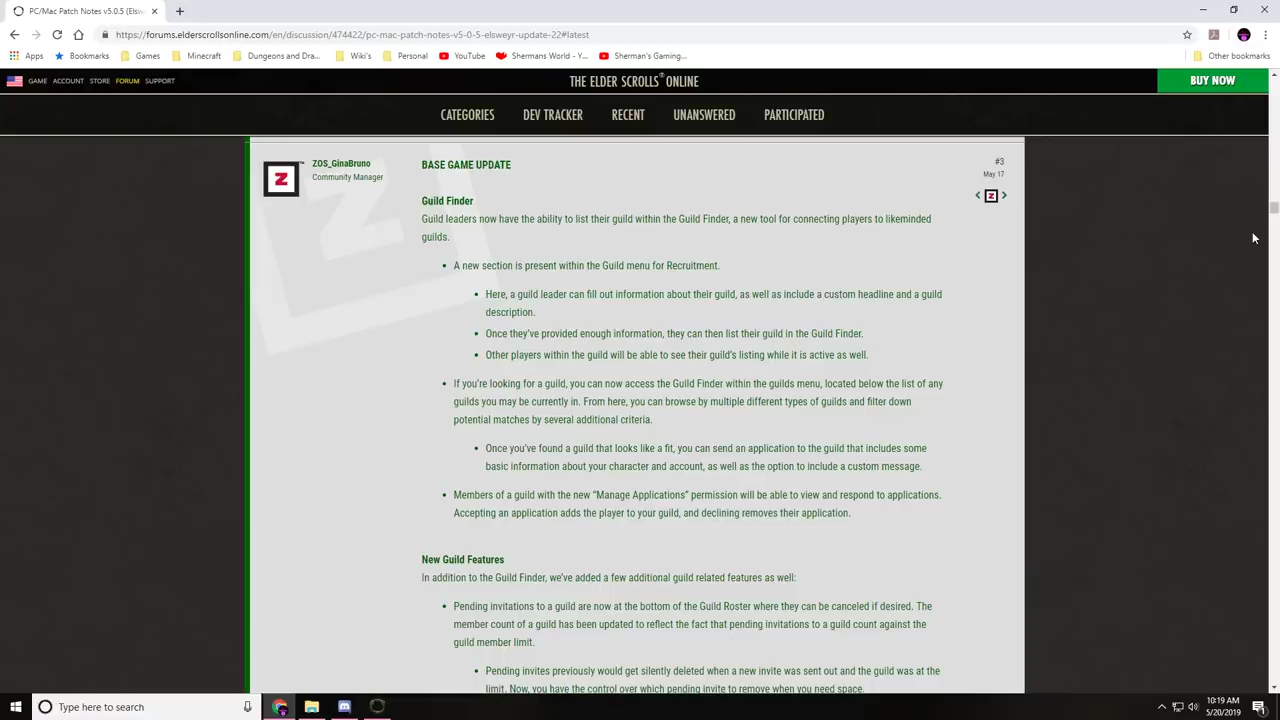 PC/Mac Patch Notes v5.0.5 (Elsw
https://forums.elderscrollsonline.com/en/discussion/474422/pc-mac-patch-notes-v5-0-5-elsweyr-update-22#latest
Apps Bookmarks Games Minecraft Dungeons and Dra... Wiki's Personal YouTube Shermans World - Y... Sherman's Gaming... Other bookmarks
GAME ACCOUNT STORE FORUM SUPPORT THE ELDER SCROLLS® ONLINE BUY NOW
CATEGORIES DEV TRACKER RECENT UNANSWERED PARTICIPATED
ZOS_GinaBruno
Community Manager
BASE GAME UPDATE
#3
May 17
Guild Finder
Guild leaders now have the ability to list their guild within the Guild Finder, a new tool for connecting players to likeminded
guilds.
• A new section is present within the Guild menu for Recruitment.
• Here, a guild leader can fill out information about their guild, as well as include a custom headline and a guild
description.
• Once they've provided enough information, they can then list their guild in the Guild Finder.
• Other players within the guild will be able to see their guild's listing while it is active as well.
• If you're looking for a guild, you can now access the Guild Finder within the guilds menu, located below the list of any
guilds you may be currently in. From here, you can browse by multiple different types of guilds and filter down
potential matches by several additional criteria.
• Once you've found a guild that looks like a fit, you can send an application to the guild that includes some
basic information about your character and account, as well as the option to include a custom message.
• Members of a guild with the new “Manage Applications” permission will be able to view and respond to applications.
Accepting an application adds the player to your guild, and declining removes their application.
New Guild Features
In addition to the Guild Finder, we've added a few additional guild related features as well:
• Pending invitations to a guild are now at the bottom of the Guild Roster where they can be canceled if desired. The
member count of a guild has been updated to reflect the fact that pending invitations to a guild count against the
guild member limit.
• Pending invites previously would get silently deleted when a new invite was sent out and the guild was at the
limit. Now, you have the control over which pending invite to remove when you need space.
Type here to search
10:19 AM
5/20/2019